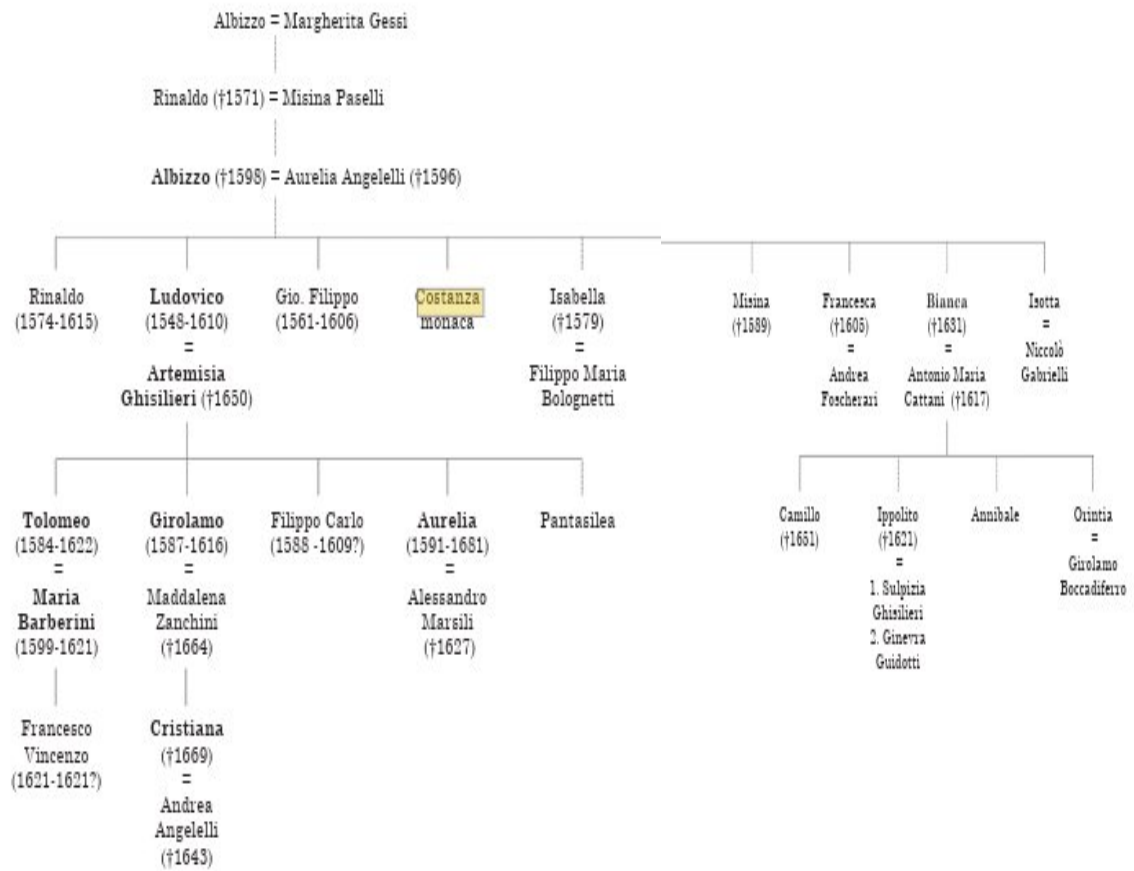 Albizzo = Margherita Gessi
Rinaldo (†1571) = Misina Paselli
Albizzo (†1598) = Aurelia Angelelli (†1596)
Rinaldo
(1574-1615)
Ludovico
(1548-1610)
=
Artemisia
Ghisilieri (†1650)
Gio. Filippo
(1561-1606)
Costanza
monaca
Isabella
(†1579)
=
Filippo Maria
Bolognetti
Misina
(†1589)
Francesca
(†1605)
=
Andrea
Foscherari
Bianca
(†1631)
=
Antonio Maria
Cattani (†1617)
Isotta
=
Niccolò
Gabrielli
Tolomeo
(1584-1622)
=
Maria
Barberini
(1599-1621)
Girolamo
(1587-1616)
=
Maddalena
Zanchini
(†1664)
Filippo Carlo
(1588 -1609?)
Aurelia
(1591-1681)
=
Alessandro
Marsili
(†1627)
Pantasilea
Camillo
(†1651)
Ippolito
(†1621)
=
1. Sulpizia
Ghisilieri
2. Ginevra
Guidotti
Annibale
Orintia
=
Girolamo
Boccadiferro
Francesco
Vincenzo
(1621-1621?)
Cristiana
(†1669)
=
Andrea
Angelelli
(†1643)